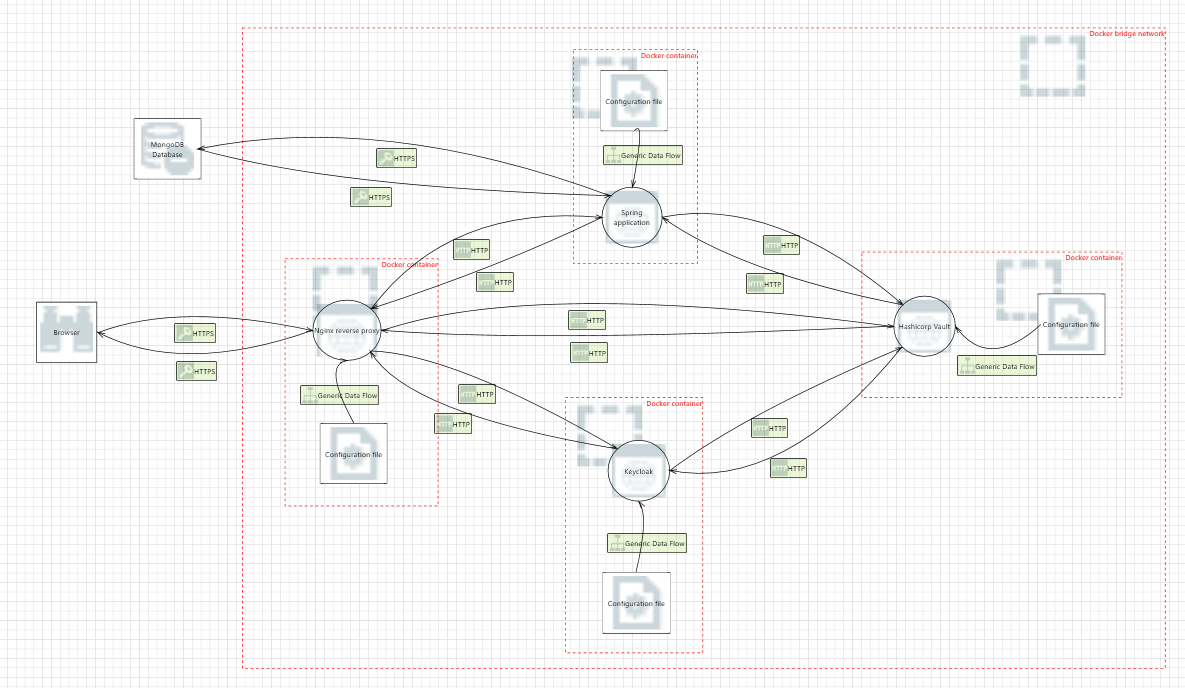 Docker bridge network
Docker container
Configuration file
MongoDB
Database
HTTPS
Generic Data Flow
HTTPS
Spring
application
HTTP
HTTP
Docker container
Docker container
HTTP
HTTP
HTTP
Browser
HTTPS
Nginx reverse proxy
Hashicorp Vault
Configuration file
HTTP
HTTPS
Generic Data Flow
Generic Data Flow
HTTP
Docker container
HTTP
HTTP
Configuration file
Keycloak
HTTP
Generic Data Flow
Configuration file